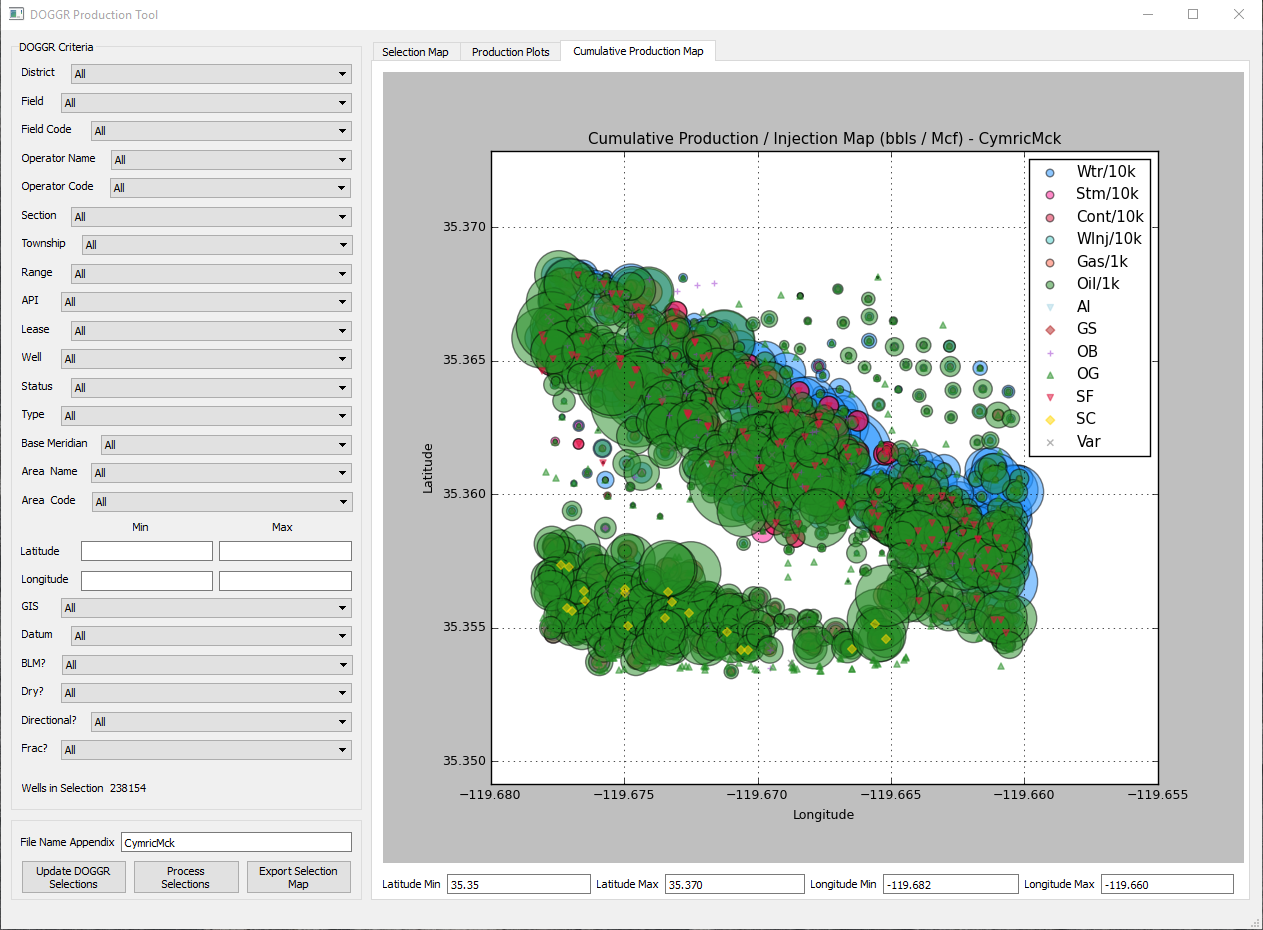 DOGGR Production Tool
DOGGR Criteria
District All
Field All
Field Code All
Operator Name All
Operator Code All
Section All
Township All
Range All
API All
Lease All
Well All
Status All
Type All
Base Meridian All
Area Name All
Area Code All
Min Max
Latitude
Longitude
GIS All
Datum All
BLM? All
Dry? All
Directional? All
Frac? All
Wells in Selection 238154
File Name Appendix CymricMck
Update DOGGR Selections
Process Selections
Export Selection Map
Selection Map Production Plots Cumulative Production Map
Cumulative Production / Injection Map (bbls / Mcf) - CymricMck
Latitude
35.370
35.365
35.360
35.355
35.350
−119.680 −119.675 −119.670 −119.665 −119.660 −119.655
Longitude
Wtr/10k
Stm/10k
Cont/10k
WInj/10k
Gas/1k
Oil/1k
AI
GS
OB
OG
SF
SC
Var
Latitude Min 35.35 Latitude Max 35.370 Longitude Min -119.682 Longitude Max -119.660